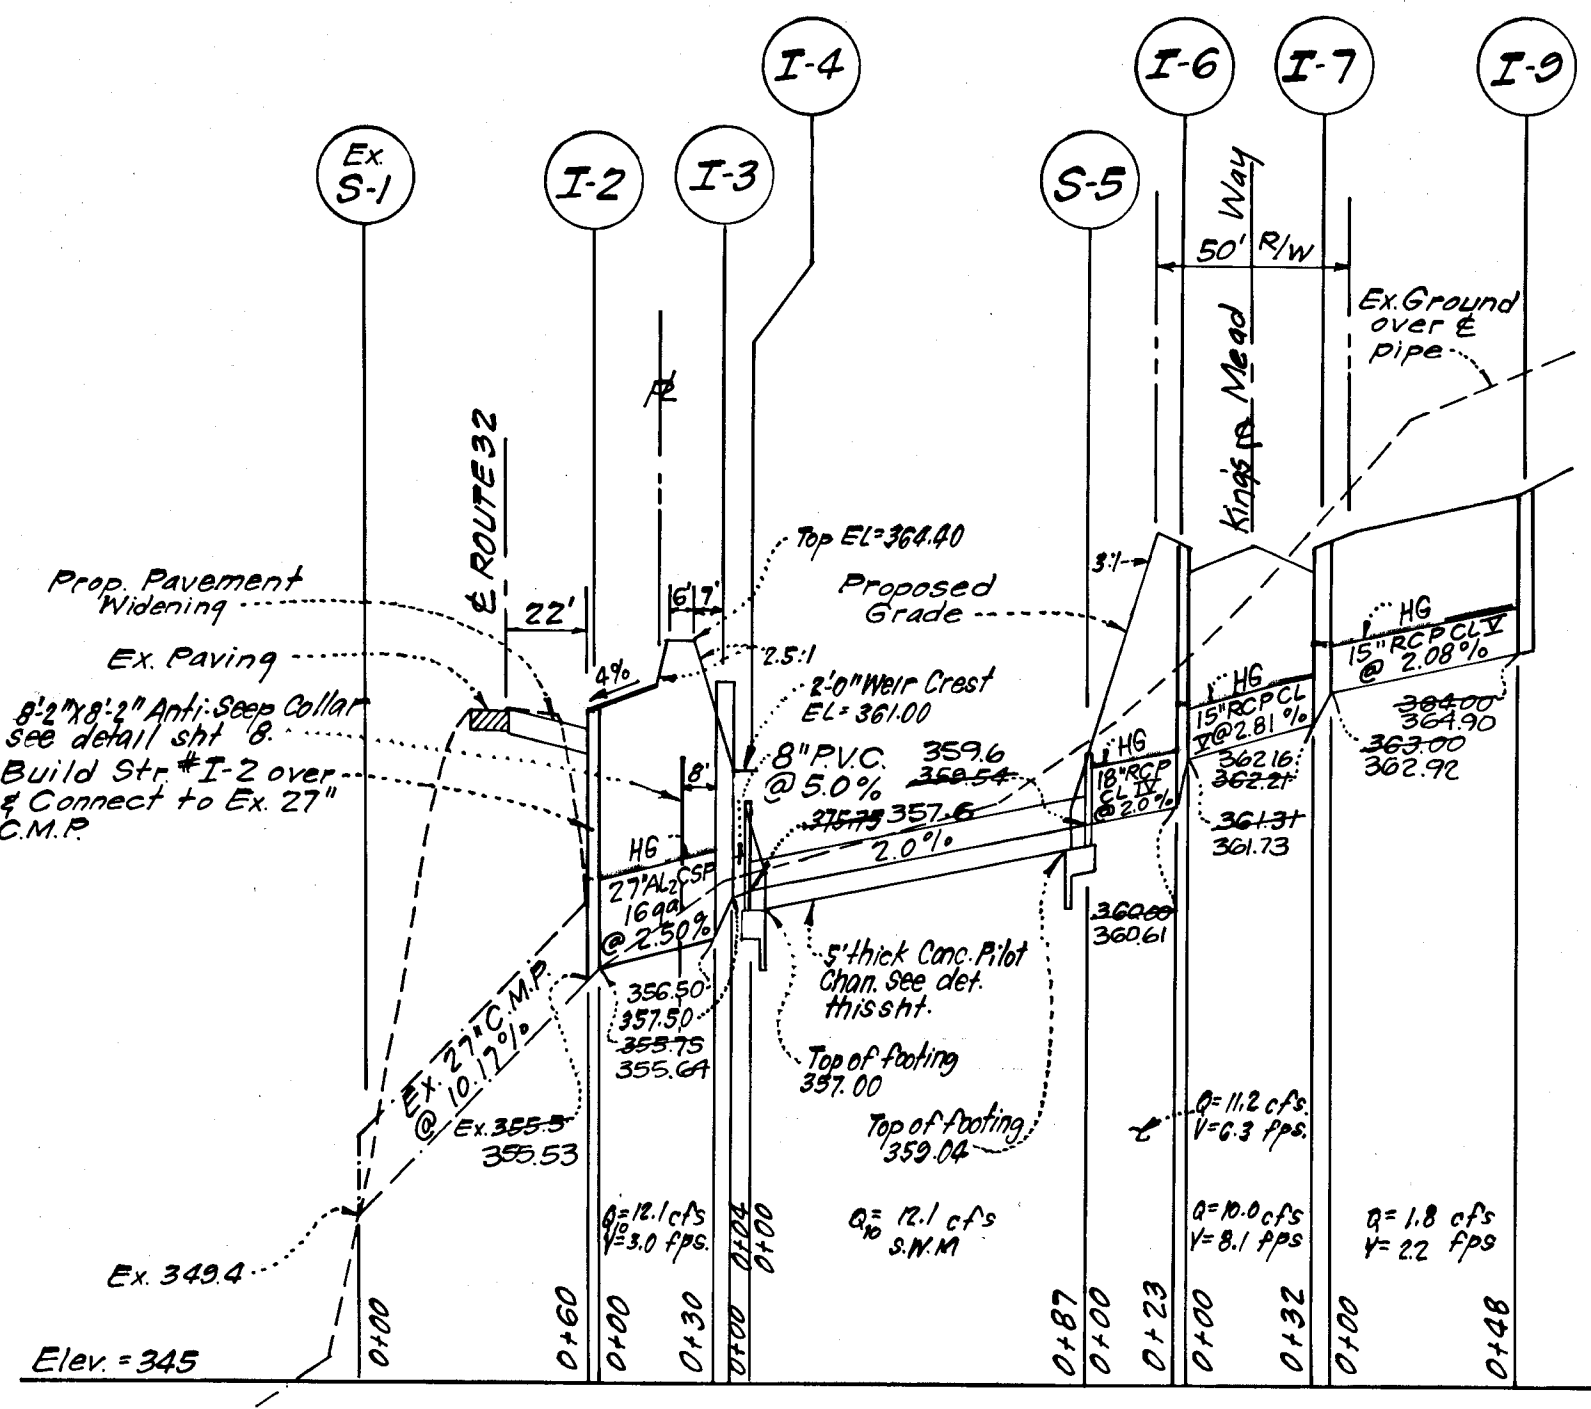 I-4
I-6
I-7
I-9
Ex.
S-1
I-2
I-3
S-5
King's Mead Way
50' R/W
Ex. Ground
over ℄
pipe
℄ ROUTE 32
22'
Prop. Pavement
Widening
Ex. Paving
8'-2"x8'-2" Anti-Seep Collar
see detail sht 8.
Build Str. #I-2 over
& Connect to Ex. 27"
C.M.P.
4%
6'
7'
Top EL=364.40
2.5:1
2'-0" Weir Crest
EL=361.00
Proposed
Grade
3:1
8" P.V.C.
@ 5.0%
359.6
357.6
2.0%
8'
HG
27" AL₂ CSP
16 ga
@ 2.50%
HG
18" RCP
CL IV
@ 2.0%
HG
15" RCP CL
V @ 2.81%
HG
15" RCP CL V
@ 2.08%
384.00
364.90
363.00
362.92
362.16
362.21
361.31
361.73
360.00
360.61
5' thick Conc. Pilot
Chan. See det.
this sht.
356.50
357.50
355.75
355.64
Top of footing
357.00
Top of footing
359.04
Ex. 27" C.M.P.
@ 10.17%
Ex. 355.5
355.53
Ex. 349.4
Q=11.2 cfs.
V=6.3 fps.
Q10=12.1 cfs
V=3.0 fps.
Q10= 12.1 cfs
S.W.M
Q=10.0 cfs
V=8.1 fps
Q=1.8 cfs
V=2.2 fps
0+00
0+60
0+00
0+30
0+00
0+04
0+00
0+87
0+00
0+23
0+00
0+32
0+00
0+48
Elev. = 345